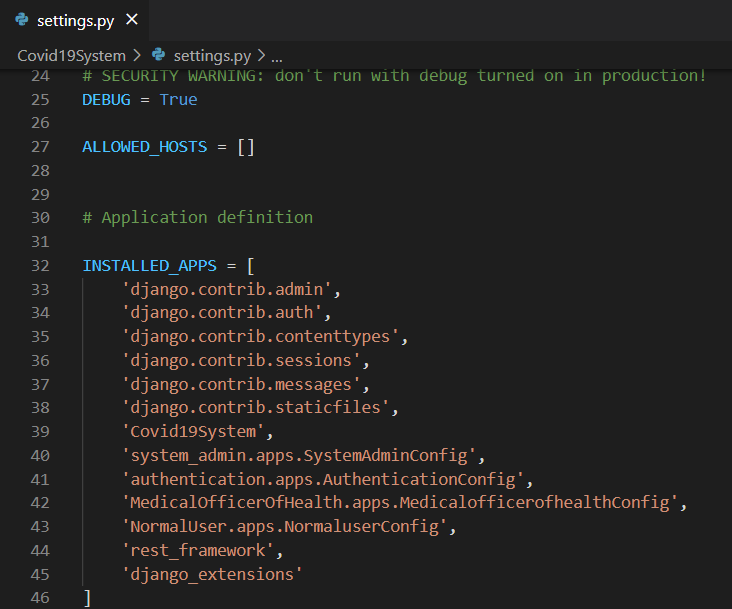 settings.py ×
Covid19System > settings.py > ...
24 # SECURITY WARNING: don't run with debug turned on in production!
25 DEBUG = True
26
27 ALLOWED_HOSTS = []
28
29
30 # Application definition
31
32 INSTALLED_APPS = [
33     'django.contrib.admin',
34     'django.contrib.auth',
35     'django.contrib.contenttypes',
36     'django.contrib.sessions',
37     'django.contrib.messages',
38     'django.contrib.staticfiles',
39     'Covid19System',
40     'system_admin.apps.SystemAdminConfig',
41     'authentication.apps.AuthenticationConfig',
42     'MedicalOfficerOfHealth.apps.MedicalofficerofhealthConfig',
43     'NormalUser.apps.NormaluserConfig',
44     'rest_framework',
45     'django_extensions'
46 ]